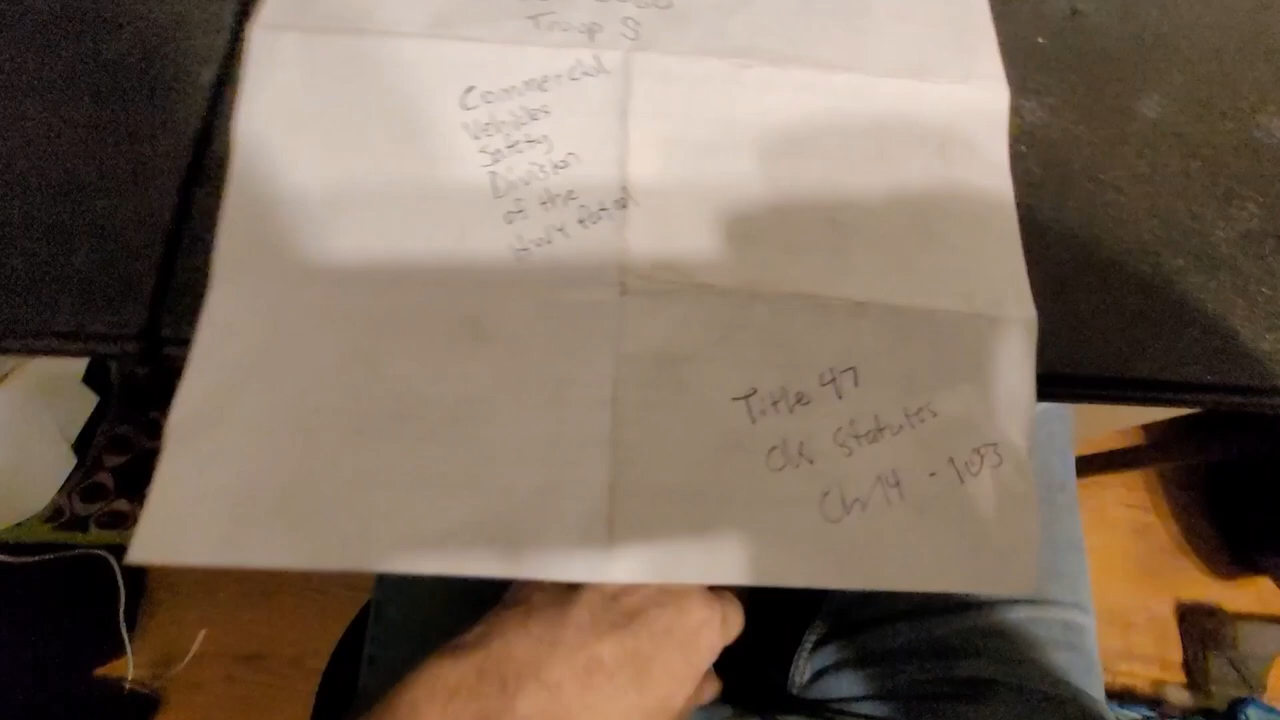 Troop S
Commercial
Vehicles
Safety
Division
of the
Hwy Patrol
Title 47
OK Statutes
Ch 14 - 103